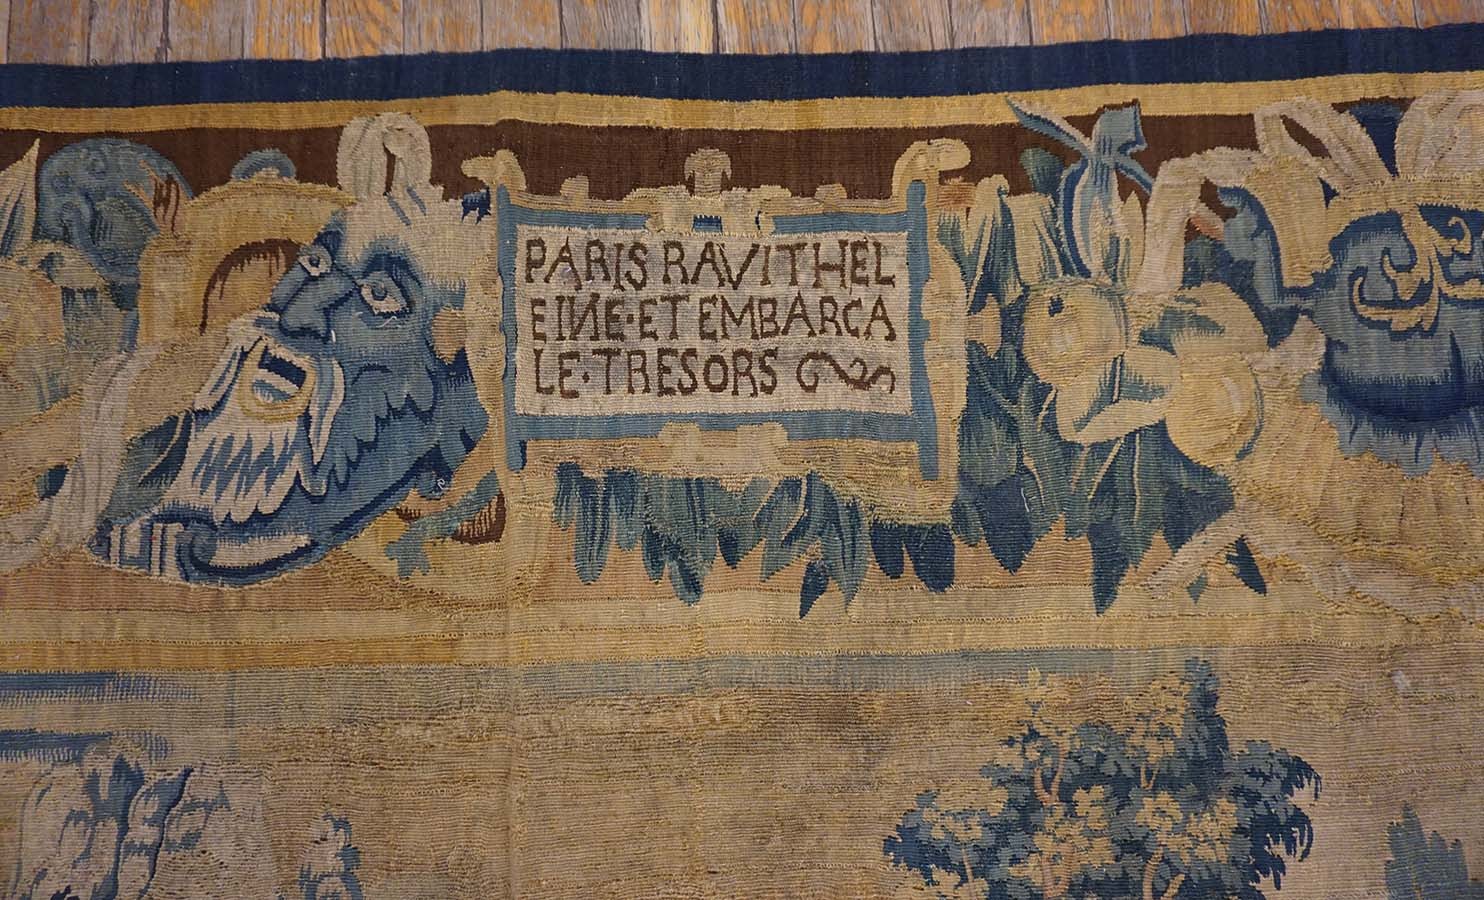 PARIS RAVIT HEL
EINE·ET EMBARCA
LE·TRESORS